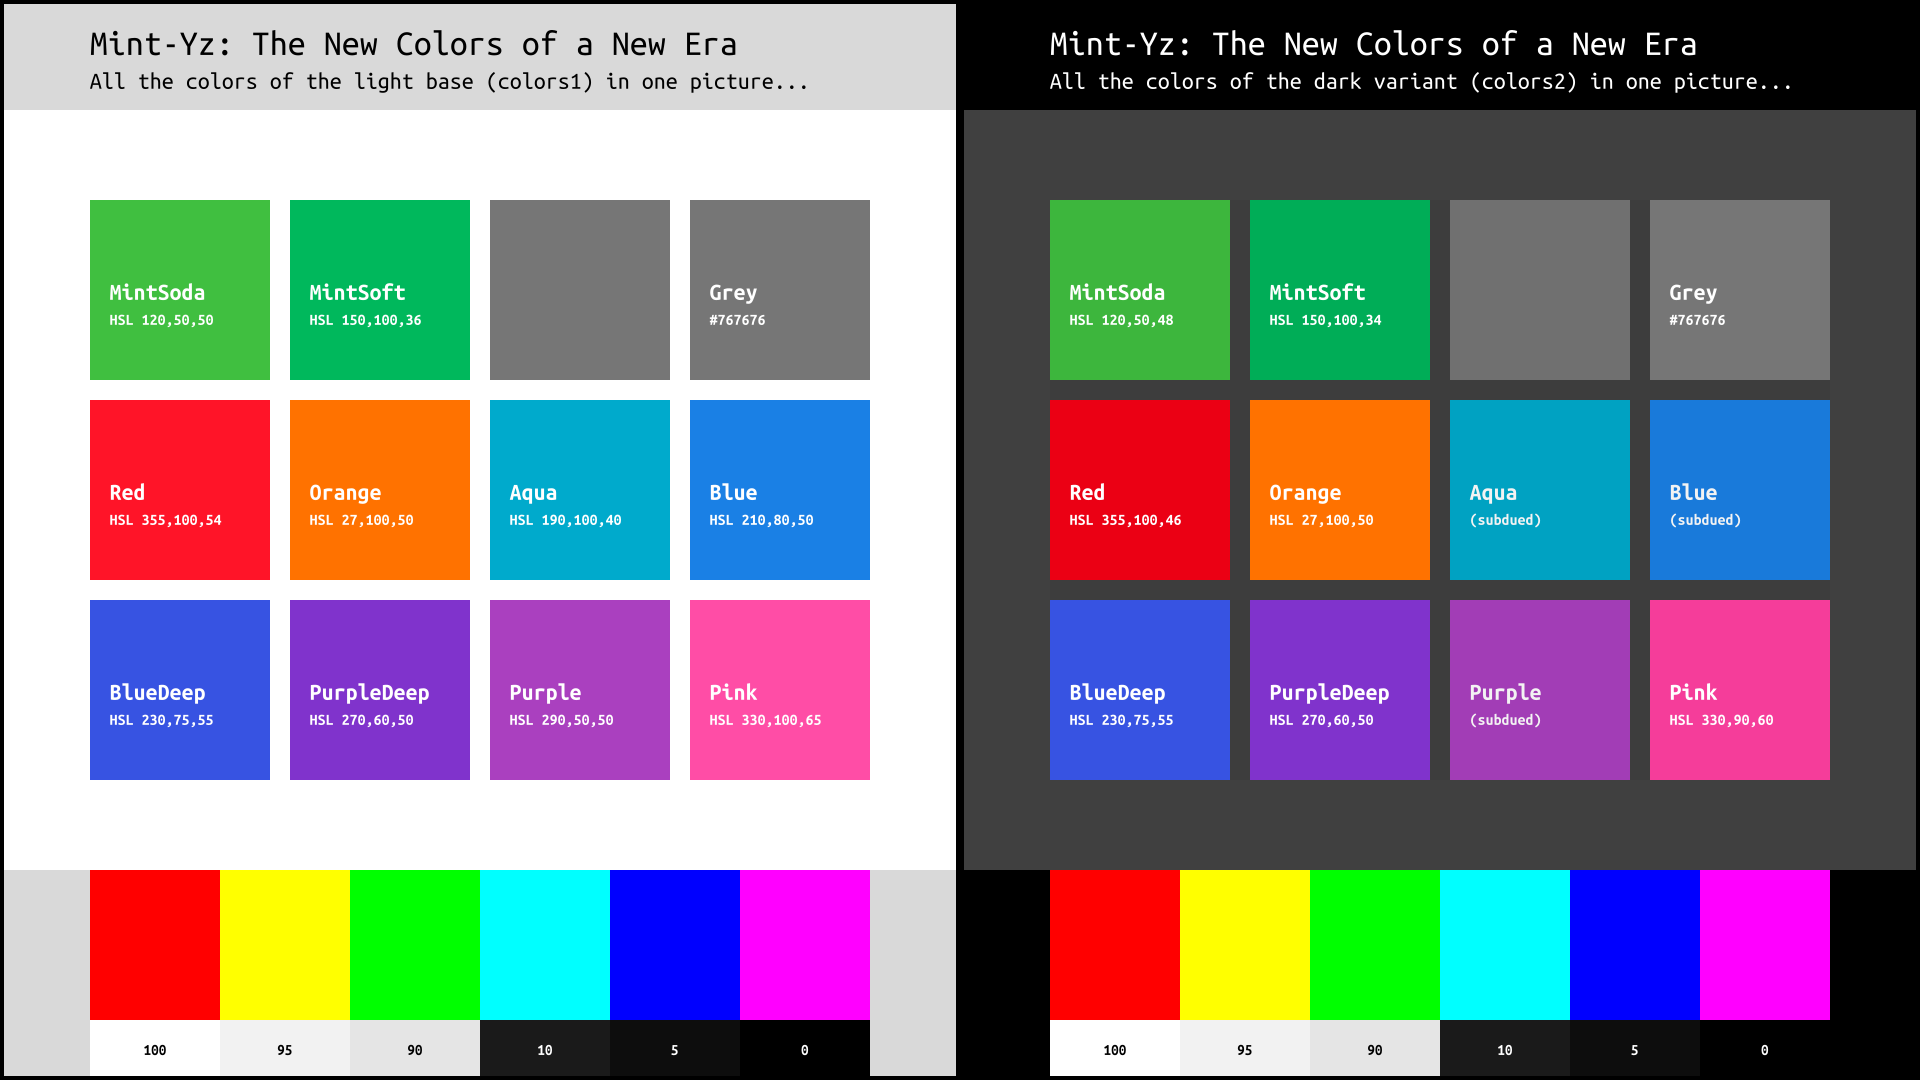 Mint-Yz: The New Colors of a New Era
All the colors of the light base (colors1) in one picture...
MintSoda
HSL 120,50,50
MintSoft
HSL 150,100,36
Grey
#767676
Red
HSL 355,100,54
Orange
HSL 27,100,50
Aqua
HSL 190,100,40
Blue
HSL 210,80,50
BlueDeep
HSL 230,75,55
PurpleDeep
HSL 270,60,50
Purple
HSL 290,50,50
Pink
HSL 330,100,65
100
95
90
10
5
0
Mint-Yz: The New Colors of a New Era
All the colors of the dark variant (colors2) in one picture...
MintSoda
HSL 120,50,48
MintSoft
HSL 150,100,34
Grey
#767676
Red
HSL 355,100,46
Orange
HSL 27,100,50
Aqua
(subdued)
Blue
(subdued)
BlueDeep
HSL 230,75,55
PurpleDeep
HSL 270,60,50
Purple
(subdued)
Pink
HSL 330,90,60
100
95
90
10
5
0